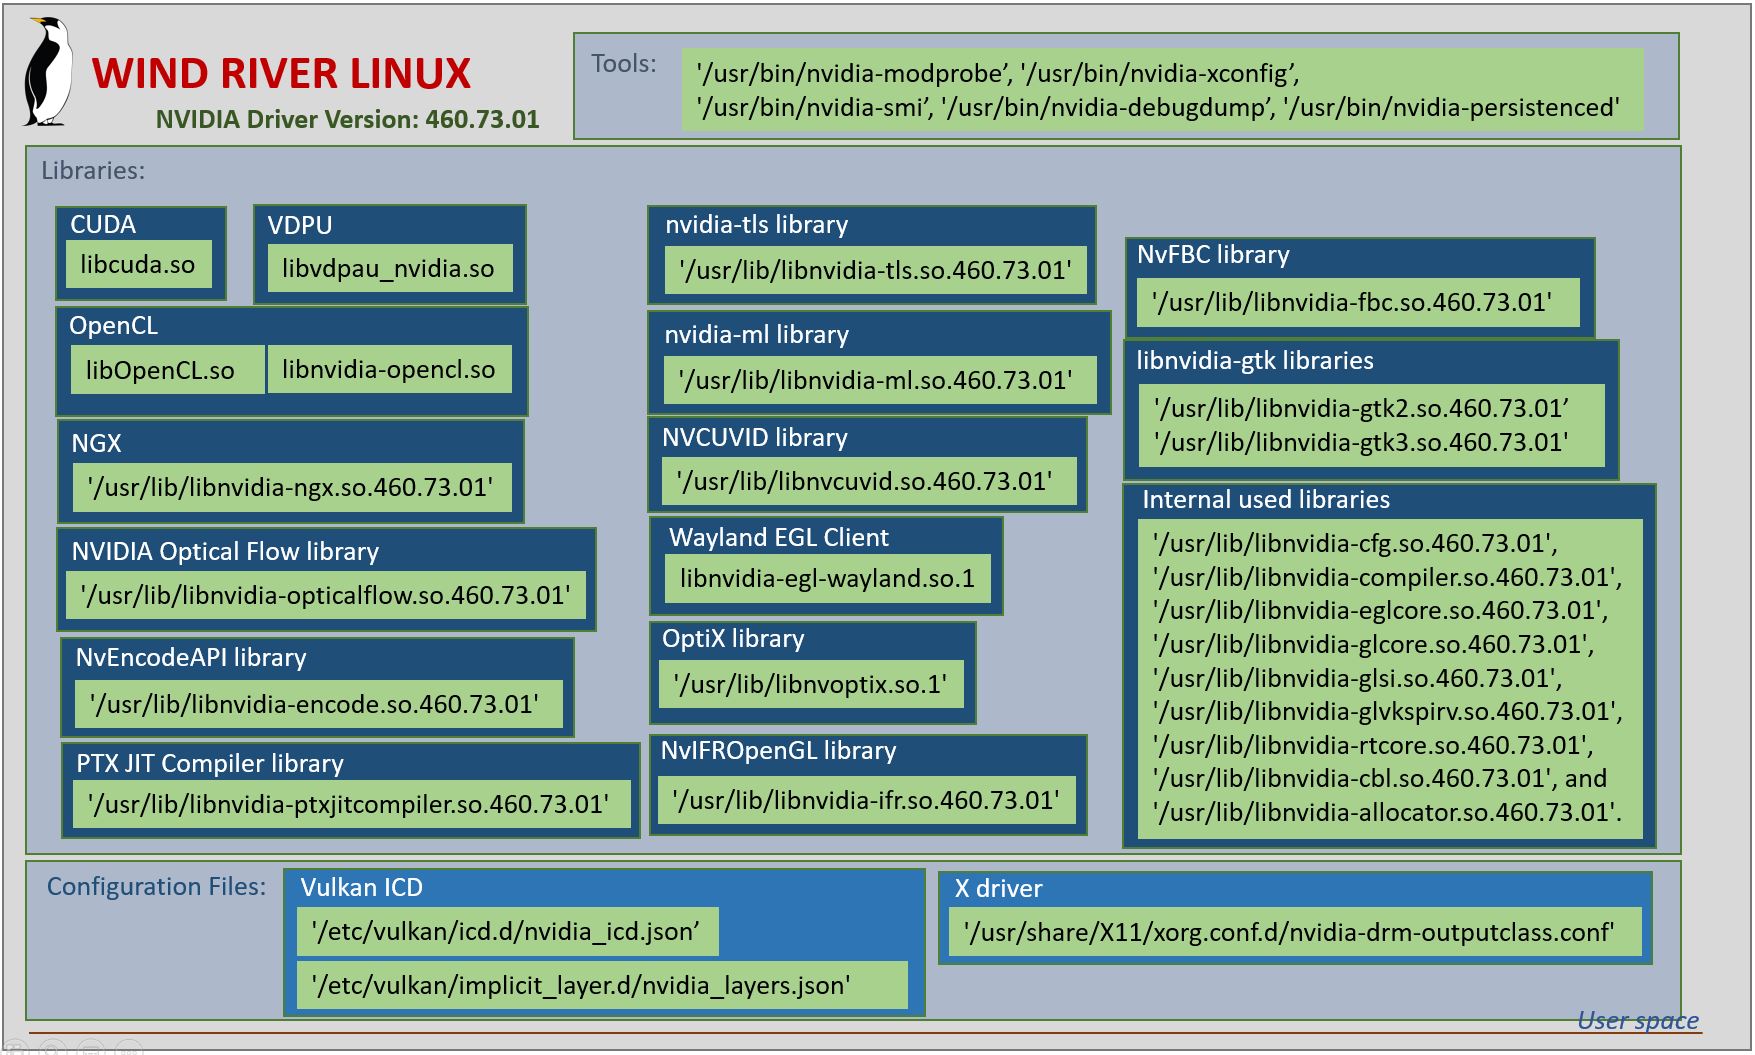 WIND RIVER LINUX
NVIDIA Driver Version: 460.73.01
Tools:
'/usr/bin/nvidia-modprobe’, '/usr/bin/nvidia-xconfig’,
'/usr/bin/nvidia-smi’, '/usr/bin/nvidia-debugdump’, '/usr/bin/nvidia-persistenced'
Libraries:
CUDA
libcuda.so
VDPU
libvdpau_nvidia.so
OpenCL
libOpenCL.so
libnvidia-opencl.so
NGX
'/usr/lib/libnvidia-ngx.so.460.73.01'
NVIDIA Optical Flow library
'/usr/lib/libnvidia-opticalflow.so.460.73.01'
NvEncodeAPI library
'/usr/lib/libnvidia-encode.so.460.73.01'
PTX JIT Compiler library
'/usr/lib/libnvidia-ptxjitcompiler.so.460.73.01'
nvidia-tls library
'/usr/lib/libnvidia-tls.so.460.73.01'
nvidia-ml library
'/usr/lib/libnvidia-ml.so.460.73.01'
NVCUVID library
'/usr/lib/libnvcuvid.so.460.73.01'
Wayland EGL Client
libnvidia-egl-wayland.so.1
OptiX library
'/usr/lib/libnvoptix.so.1'
NvIFROpenGL library
'/usr/lib/libnvidia-ifr.so.460.73.01'
NvFBC library
'/usr/lib/libnvidia-fbc.so.460.73.01'
libnvidia-gtk libraries
'/usr/lib/libnvidia-gtk2.so.460.73.01’
'/usr/lib/libnvidia-gtk3.so.460.73.01'
Internal used libraries
'/usr/lib/libnvidia-cfg.so.460.73.01',
'/usr/lib/libnvidia-compiler.so.460.73.01',
'/usr/lib/libnvidia-eglcore.so.460.73.01',
'/usr/lib/libnvidia-glcore.so.460.73.01',
'/usr/lib/libnvidia-glsi.so.460.73.01',
'/usr/lib/libnvidia-glvkspirv.so.460.73.01',
'/usr/lib/libnvidia-rtcore.so.460.73.01',
'/usr/lib/libnvidia-cbl.so.460.73.01', and
'/usr/lib/libnvidia-allocator.so.460.73.01'.
Configuration Files:
Vulkan ICD
'/etc/vulkan/icd.d/nvidia_icd.json’
'/etc/vulkan/implicit_layer.d/nvidia_layers.json'
X driver
'/usr/share/X11/xorg.conf.d/nvidia-drm-outputclass.conf'
User space